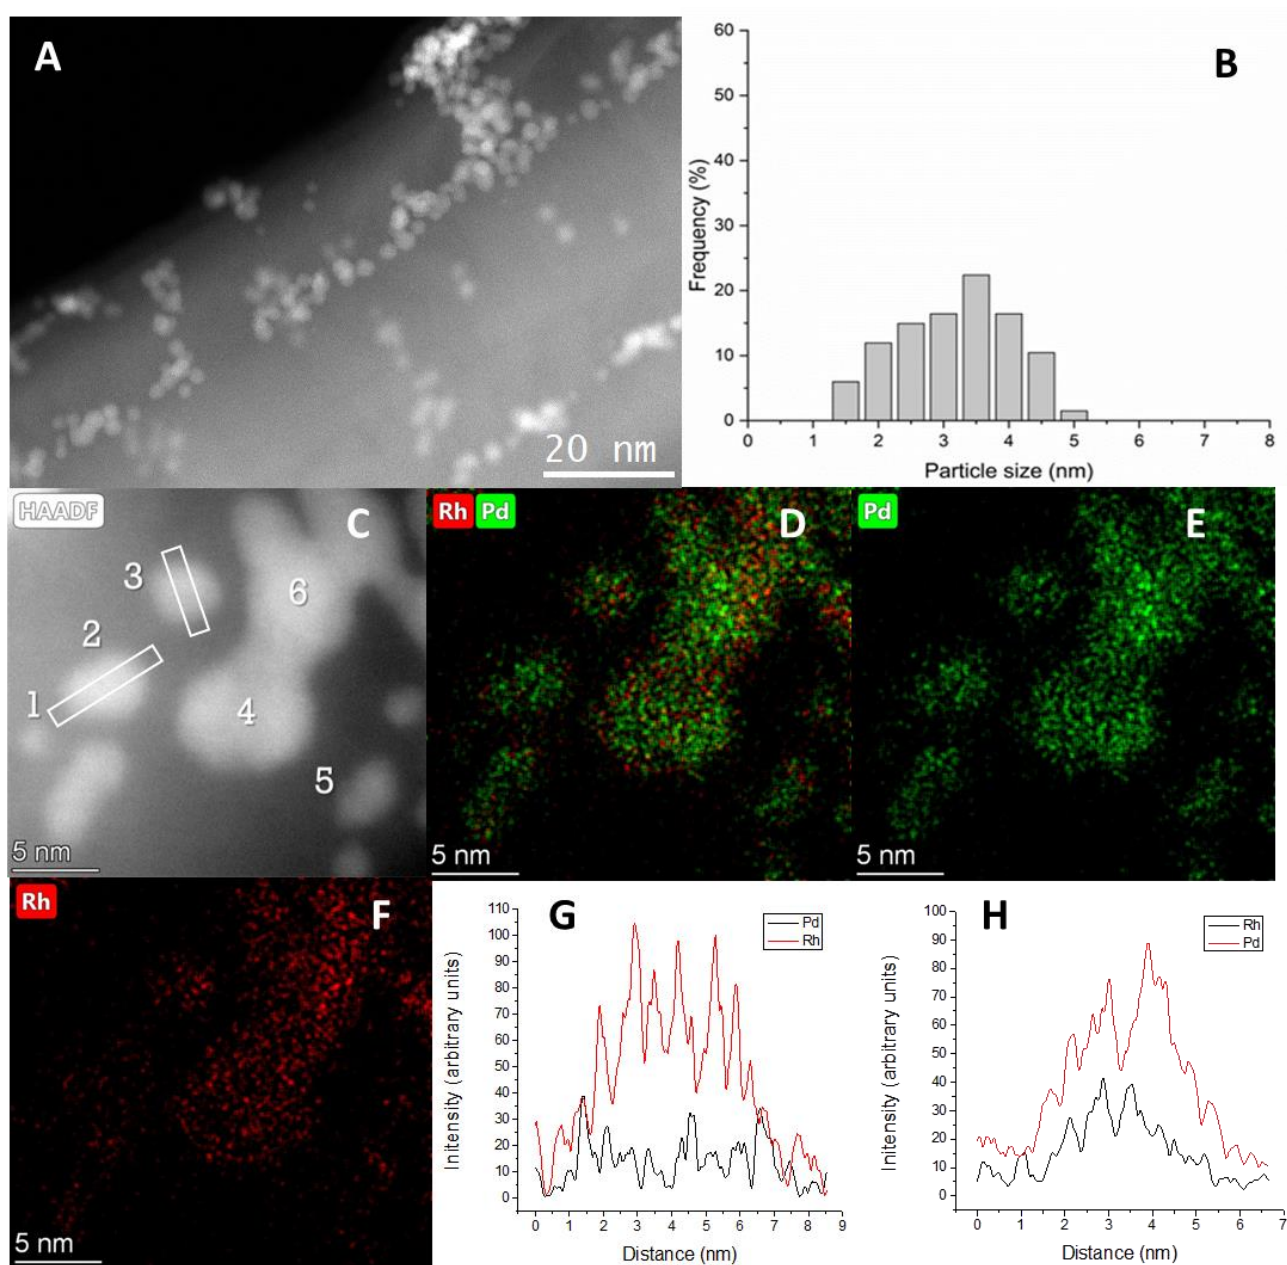 A
20 nm
B
60
50
40
30
20
10
0
Frequency (%)
0 1 2 3 4 5 6 7 8
Particle size (nm)
HAADF
C
3
6
2
1
4
5
5 nm
Rh Pd
D
5 nm
Pd
E
5 nm
Rh
F
5 nm
G
Pd
Rh
110
100
90
80
70
60
50
40
30
20
10
0
Initensity (arbitrary units)
0 1 2 3 4 5 6 7 8 9
Distance (nm)
H
Rh
Pd
100
90
80
70
60
50
40
30
20
10
0
Initensity (arbitrary units)
0 1 2 3 4 5 6 7
Distance (nm)